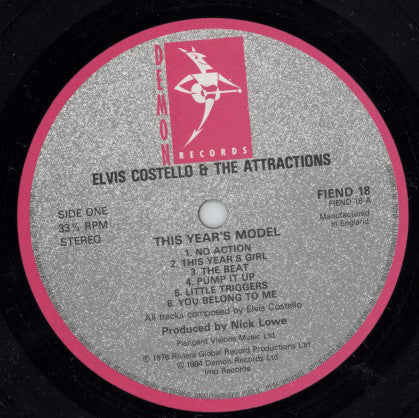 DEMON
RECORDS
ELVIS COSTELLO & THE ATTRACTIONS
SIDE ONE
33⅓ RPM
STEREO
FIEND 18
FIEND 18-A
Manufactured
in England
THIS YEAR'S MODEL
1. NO ACTION
2. THIS YEAR'S GIRL
3. THE BEAT
4. PUMP IT UP
5. LITTLE TRIGGERS
6. YOU BELONG TO ME
All tracks composed by Elvis Costello
Produced by Nick Lowe
Plangent Visions Music Ltd
℗ 1978 Riviera Global Record Productions Ltd
© 1984 Demon Records Ltd
Imp Records